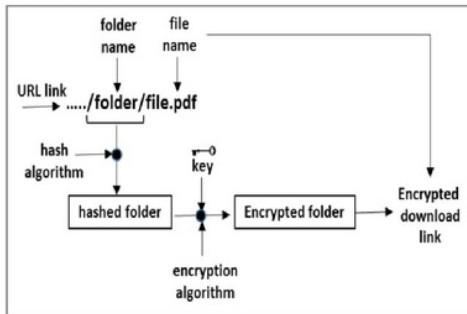 folder
name
file
name
URL link
...../folder/file.pdf
hash
algorithm
key
hashed folder
Encrypted folder
Encrypted
download
link
encryption
algorithm